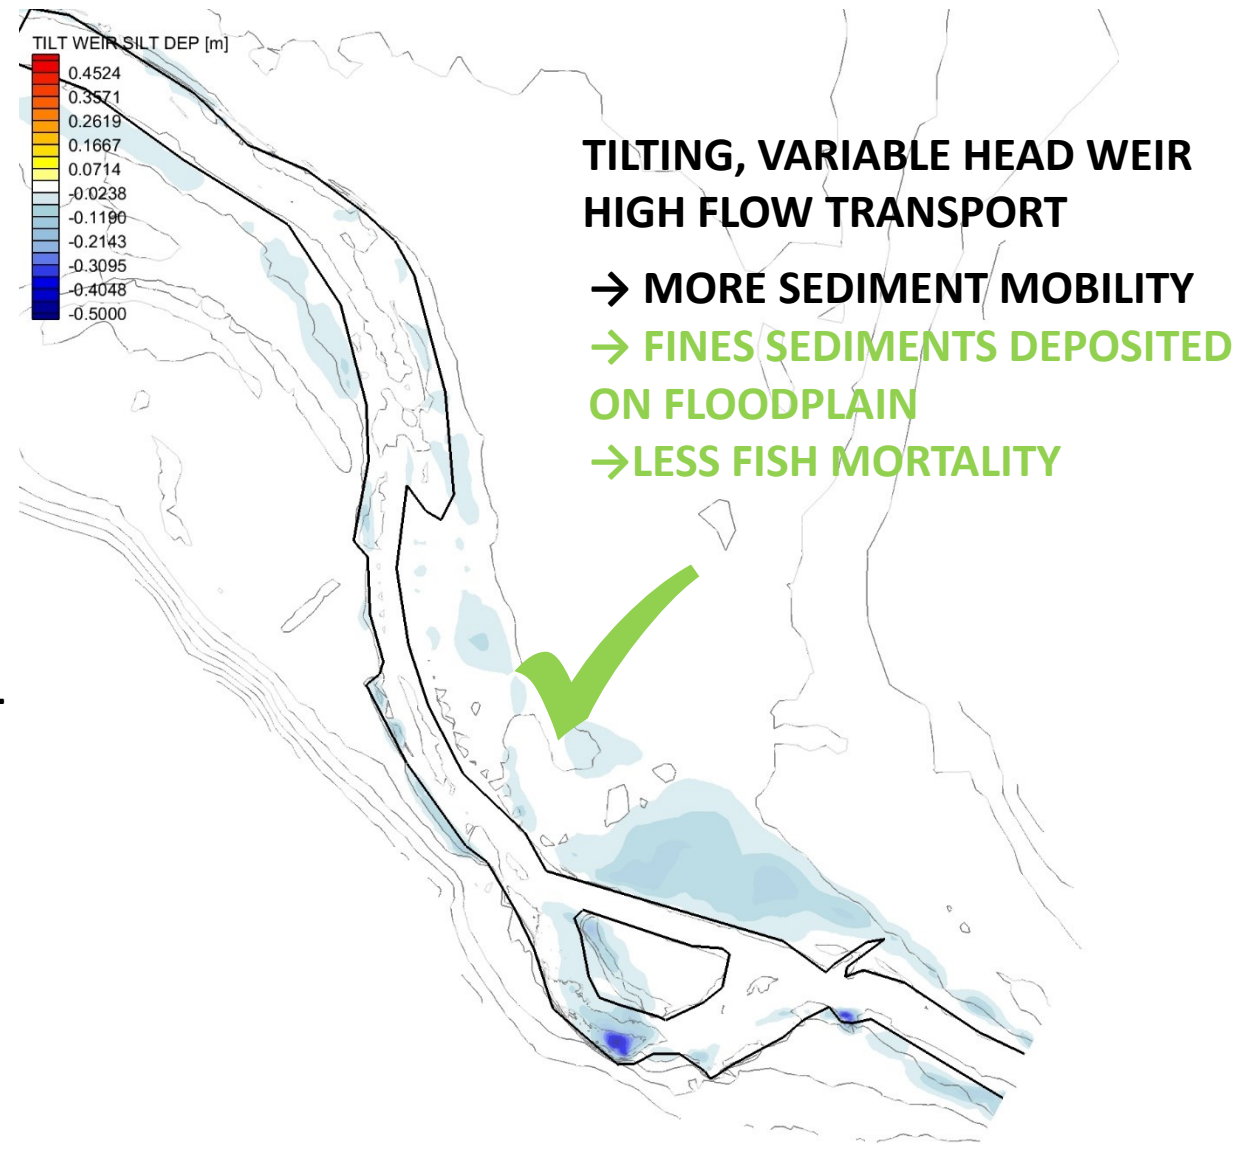 TILT WEIR SILT DEP [m]
0.4524
0.3571
0.2619
0.1667
0.0714
-0.0238
-0.1190
-0.2143
-0.3095
-0.4048
-0.5000
TILTING, VARIABLE HEAD WEIR
HIGH FLOW TRANSPORT
→ MORE SEDIMENT MOBILITY
→ FINES SEDIMENTS DEPOSITED
ON FLOODPLAIN
→LESS FISH MORTALITY
.